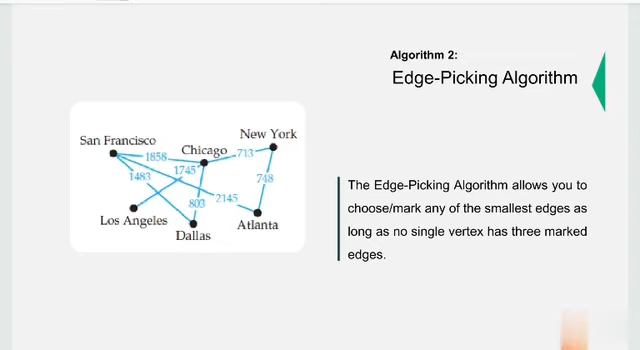 Algorithm 2:
Edge-Picking Algorithm
San Francisco
Chicago
New York
1858
713
1745
1483
748
803
2145
Los Angeles
Dallas
Atlanta
The Edge-Picking Algorithm allows you to
choose/mark any of the smallest edges as
long as no single vertex has three marked
edges.